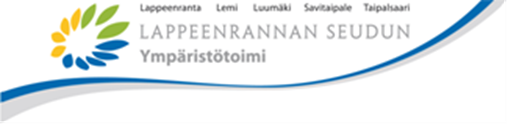 Lappeenranta Lemi Luumäki Savitaipale Taipalsaari
LAPPEENRANNAN SEUDUN
Ympäristötoimi